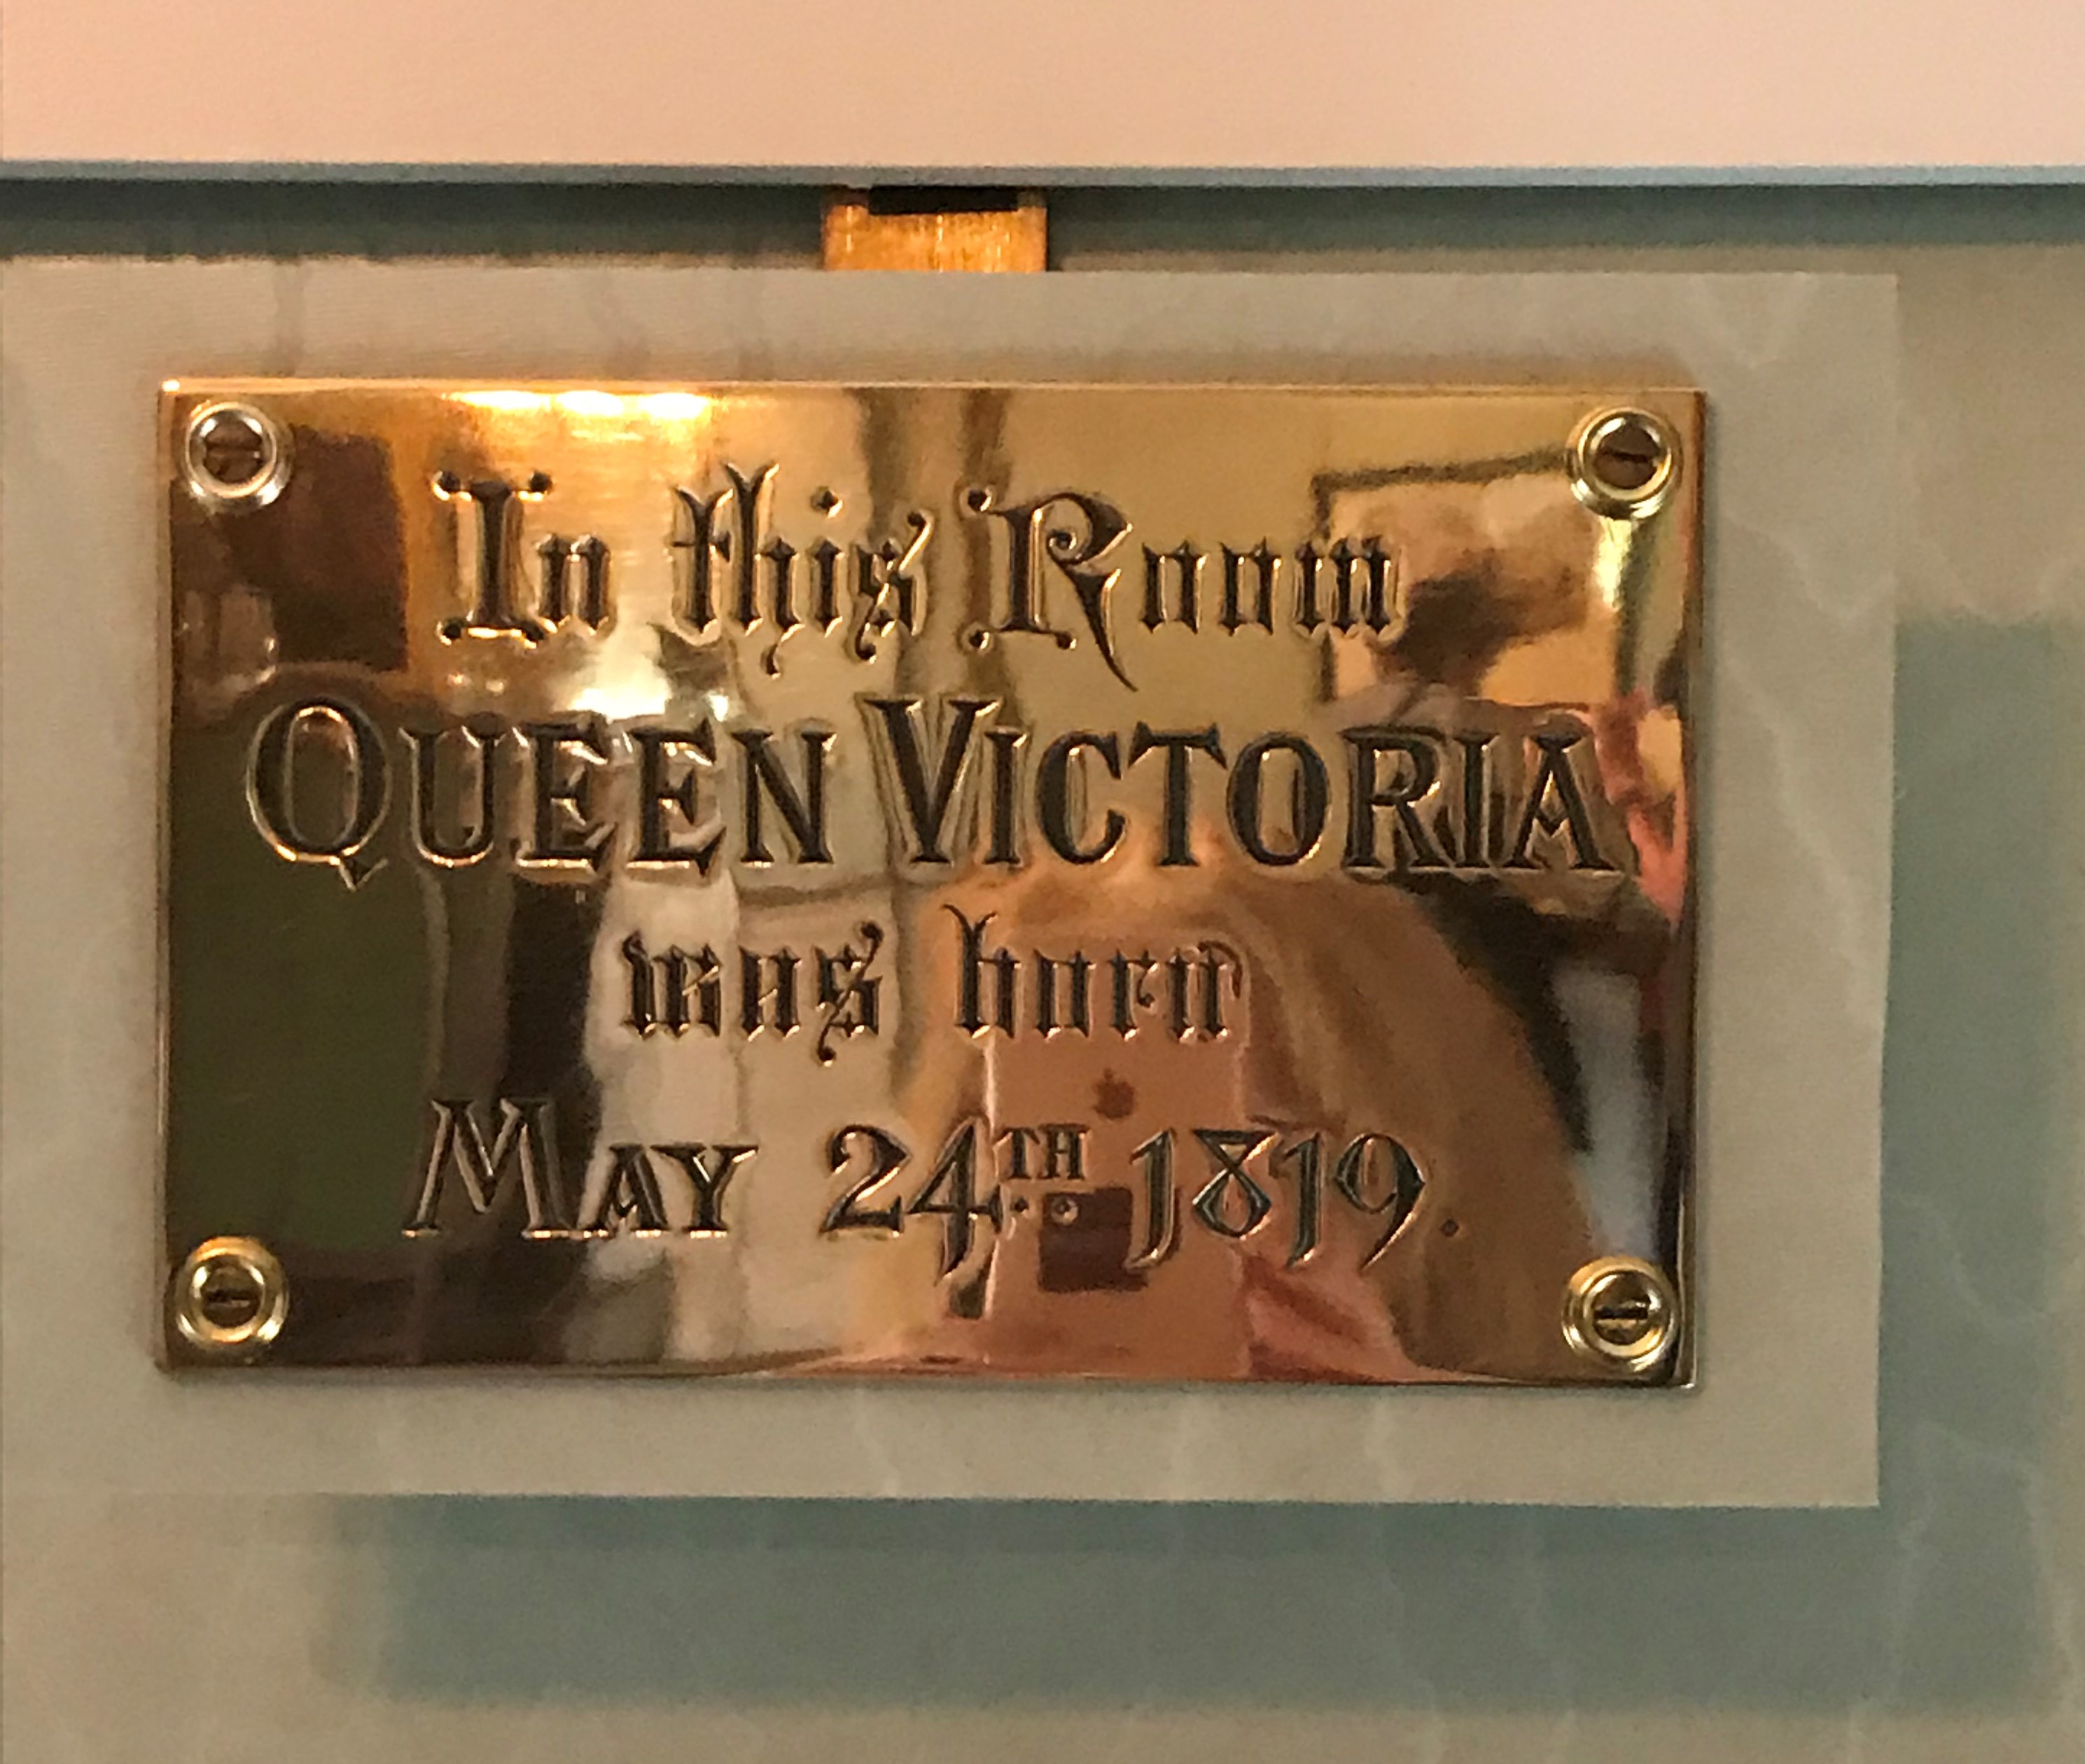 In this Room
QUEEN VICTORIA
was born
MAY 24TH 1819.